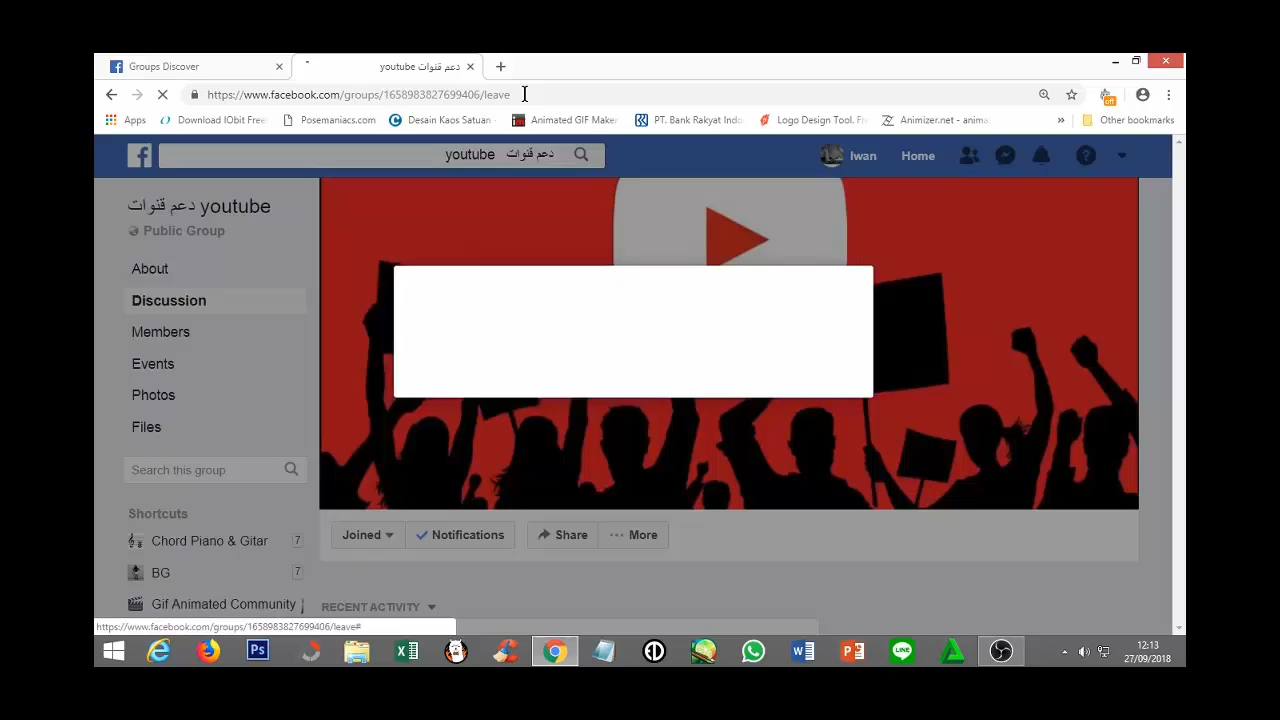 Groups Discover
دعم قنوات youtube
https://www.facebook.com/groups/1658983827699406/leave
off
Apps
Download IObit Free
Posemaniacs.com
Desain Kaos Satuan
Animated GIF Maker
PT. Bank Rakyat Indo
Logo Design Tool. Fr
Animizer.net - anima
»
Other bookmarks
youtube دعم قنوات
Iwan
Home
دعم قنوات youtube
Public Group
About
Discussion
Members
Events
Photos
Files
Search this group
Shortcuts
Chord Piano & Gitar 7
BG 7
Gif Animated Community
Joined
Notifications
Share
More
RECENT ACTIVITY
https://www.facebook.com/groups/1658983827699406/leave#
12:13
27/09/2018